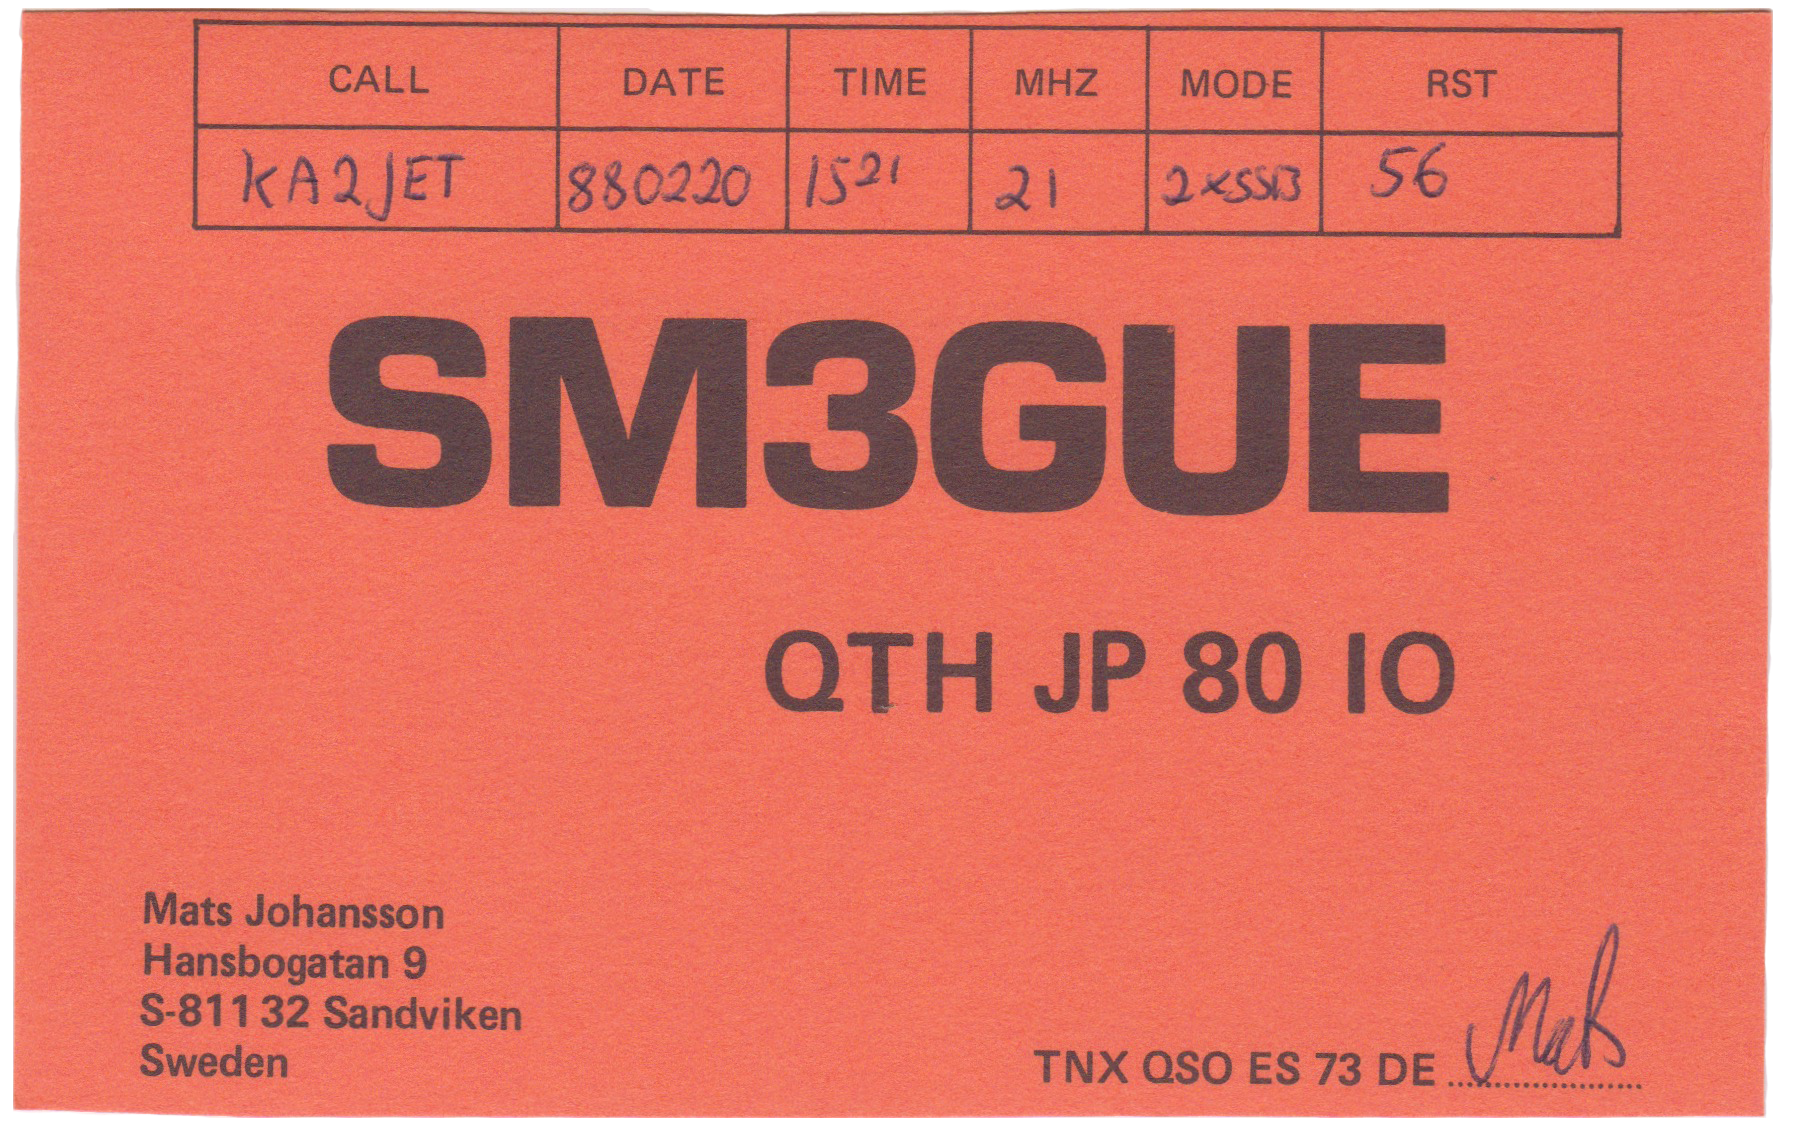 CALL DATE TIME MHZ MODE RST
KA2JET 880220 1521 21 2xSSB 56
SM3GUE
QTH JP 80 IO
Mats Johansson
Hansbogatan 9
S-811 32 Sandviken
Sweden
TNX QSO ES 73 DE Mats